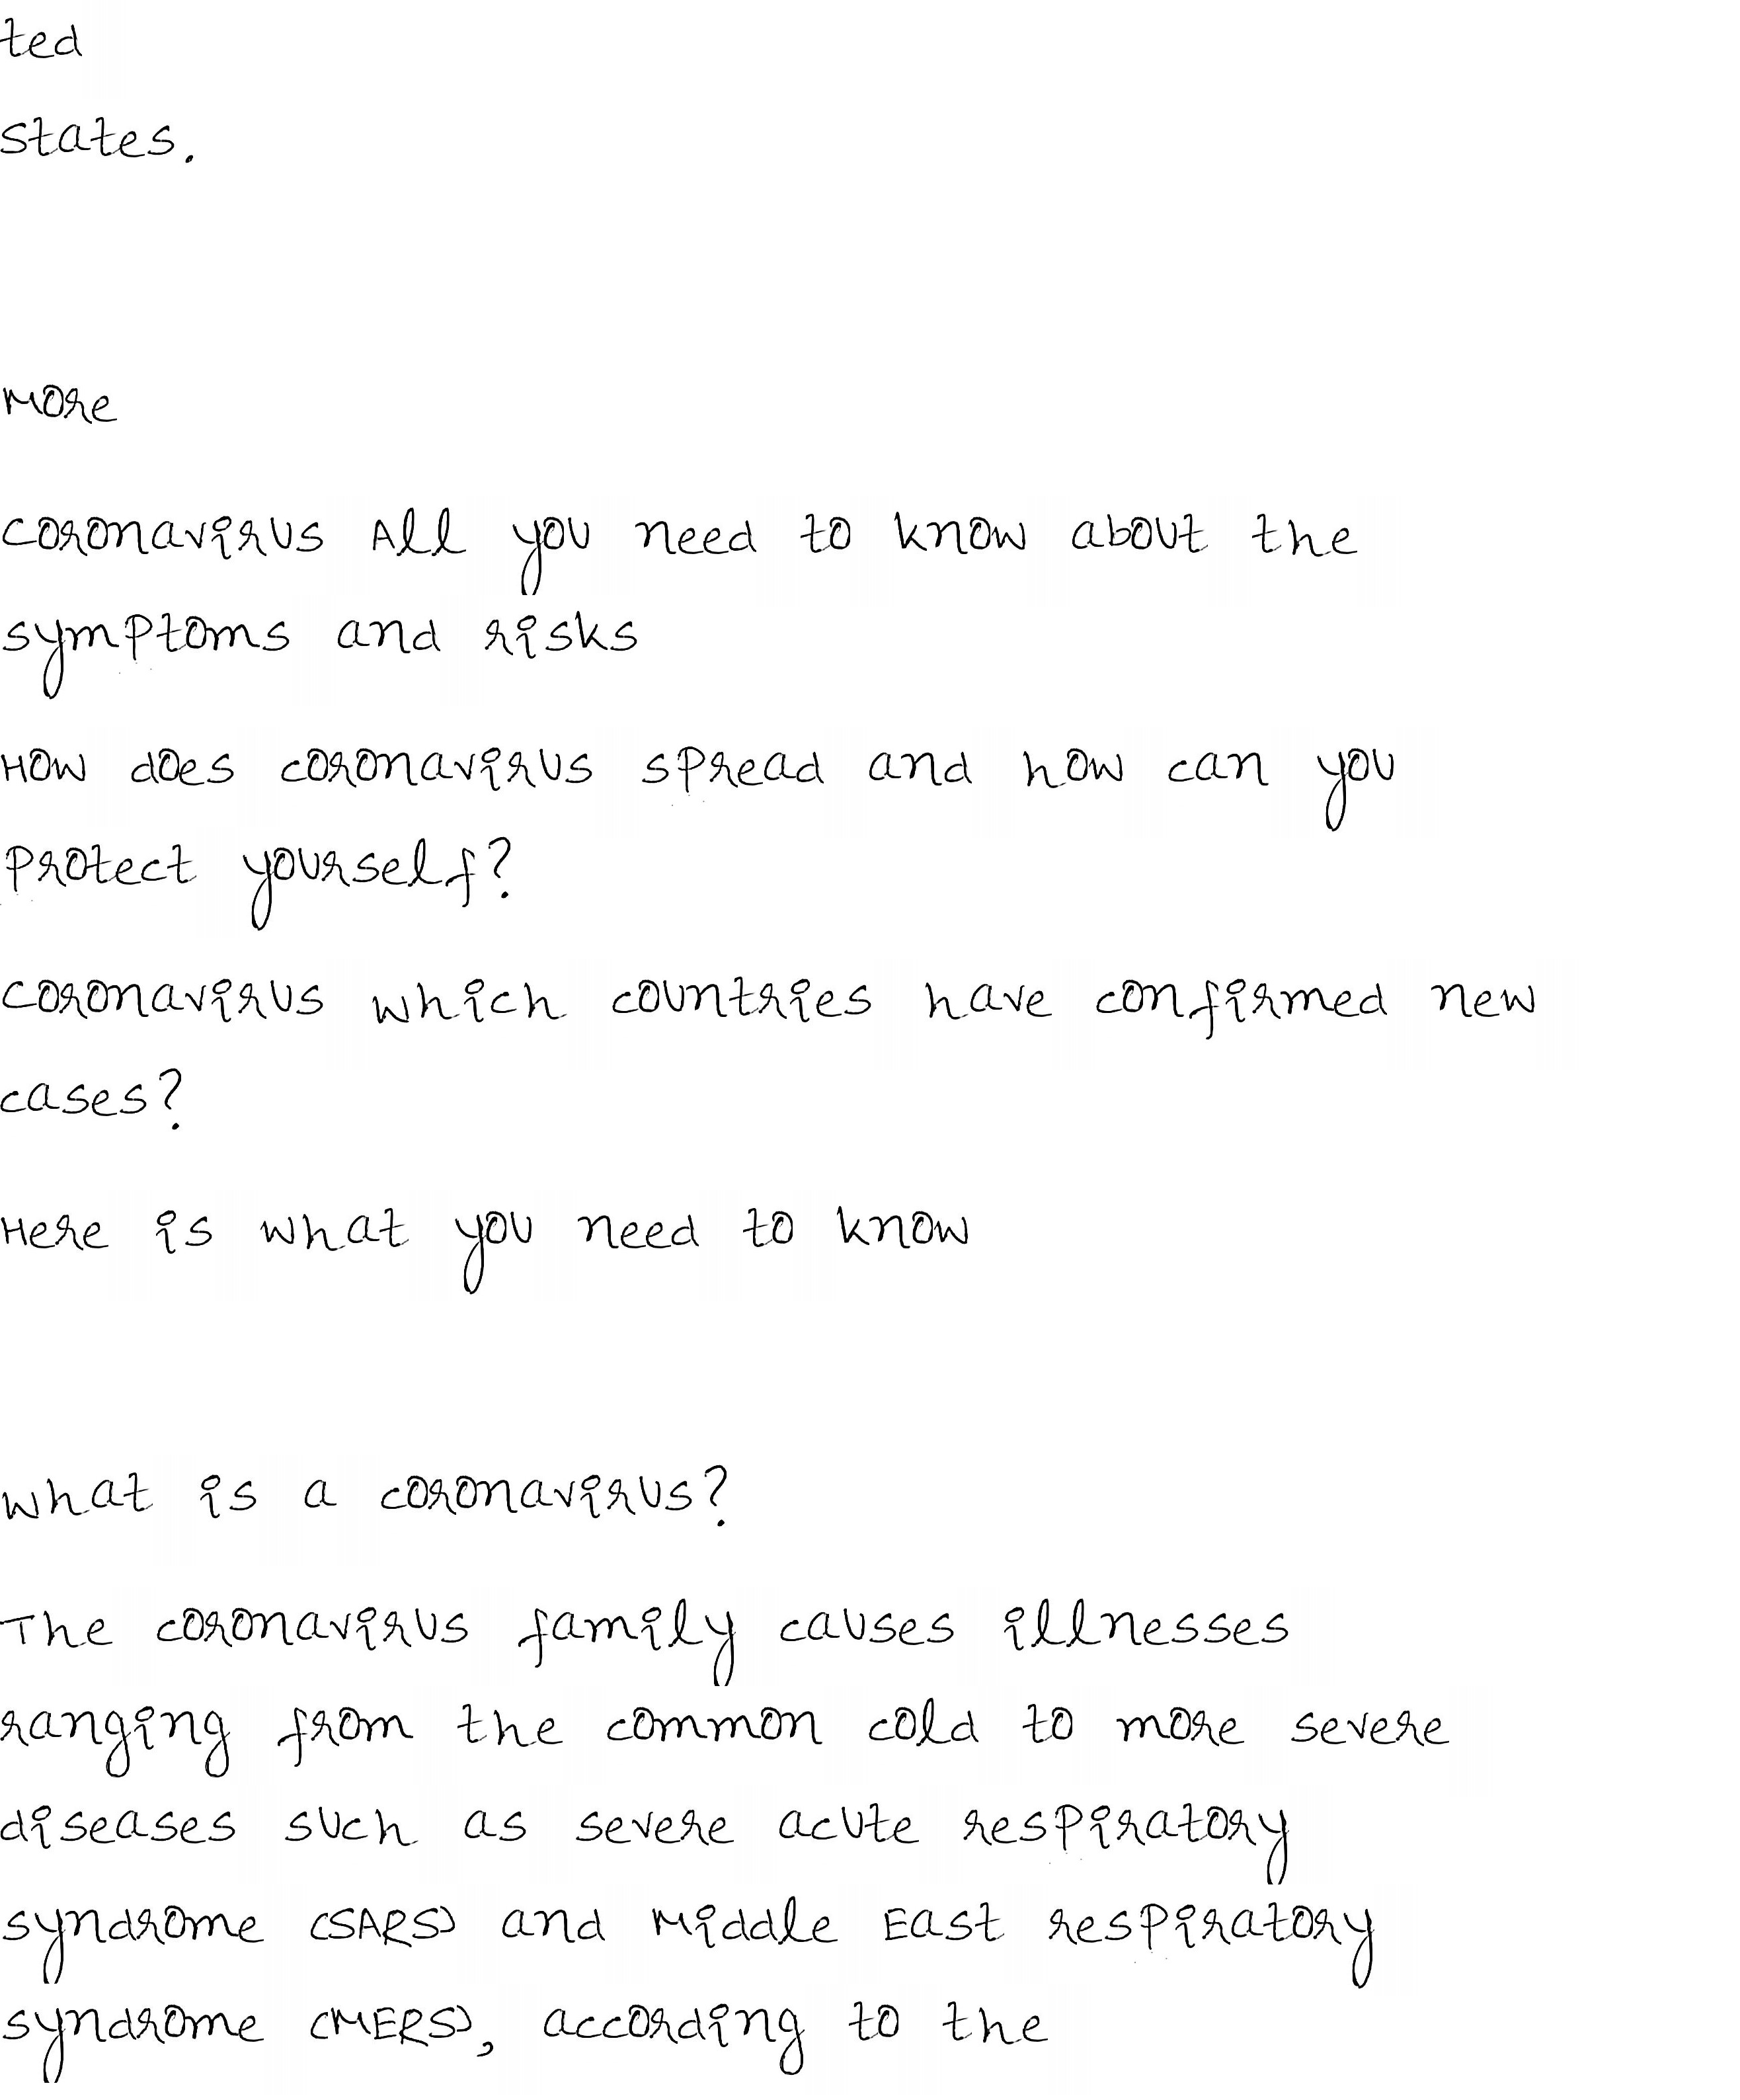 ted
states.
More
Coronavirus All you need to know about the
symptoms and risks
How does coronavirus spread and how can you
protect yourself?
Coronavirus which countries have confirmed new
cases?
Here is what you need to know
What is a coronavirus?
The coronavirus family causes illnesses
ranging from the common cold to more severe
diseases such as severe acute respiratory
syndrome (SARS) and Middle East respiratory
syndrome (MERS), according to the